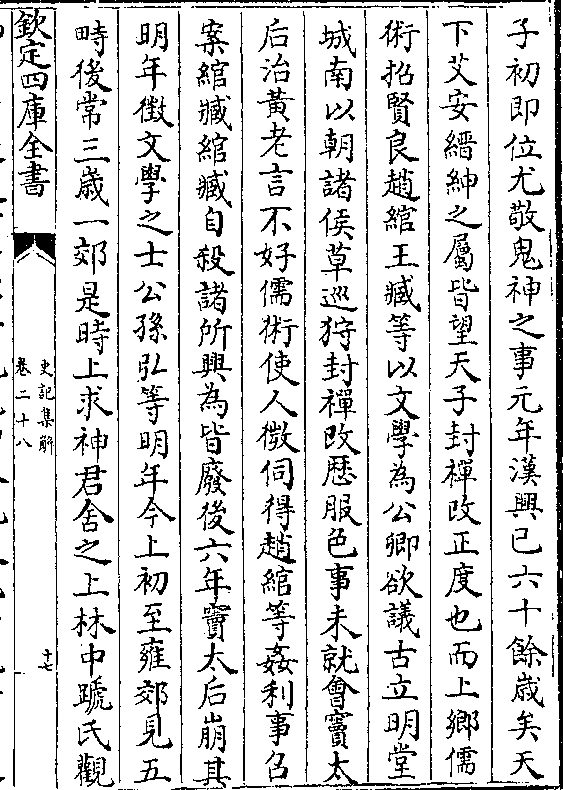 子初即位尤敬鬼神之事元年漢興已六十餘歲矣天
下艾安縉紳之屬皆望天子封禪改正度也而上鄉儒
術招賢良趙綰王臧等以文學為公卿欲議古立明堂
城南以朝諸侯草巡狩封禪改歴服色事未就㑹竇太
后治黃老言不好儒術使人微伺得趙綰等姦利事召
案綰臧綰臧自殺諸所興為皆廢後六年竇太后崩其
明年徵文學之士公孫弘等明年今上初至雍郊見五
畤後常三歲一郊是時上求神君舍之上林中蹏氏觀
欽定四庫全書
史記集解
卷二十八
十七